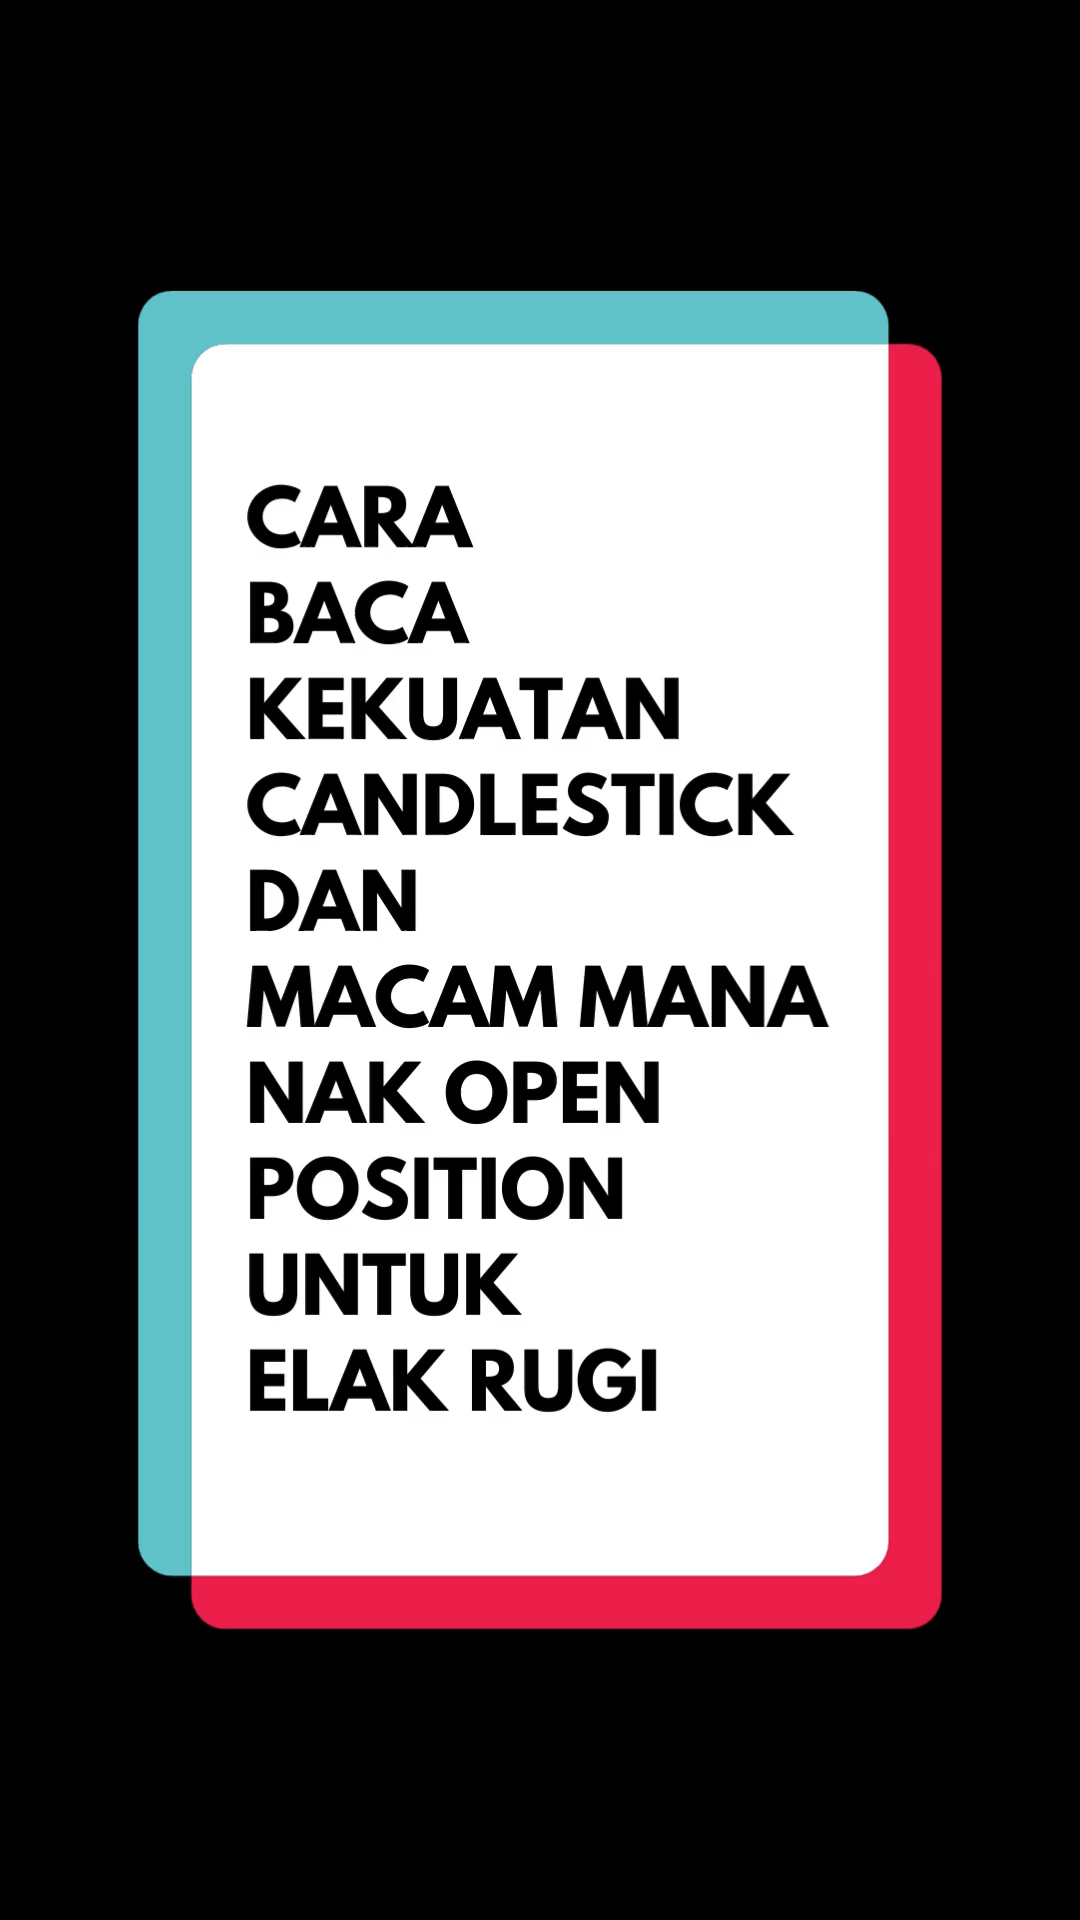 CARA
BACA
KEKUATAN
CANDLESTICK
DAN
MACAM MANA
NAK OPEN
POSITION
UNTUK
ELAK RUGI